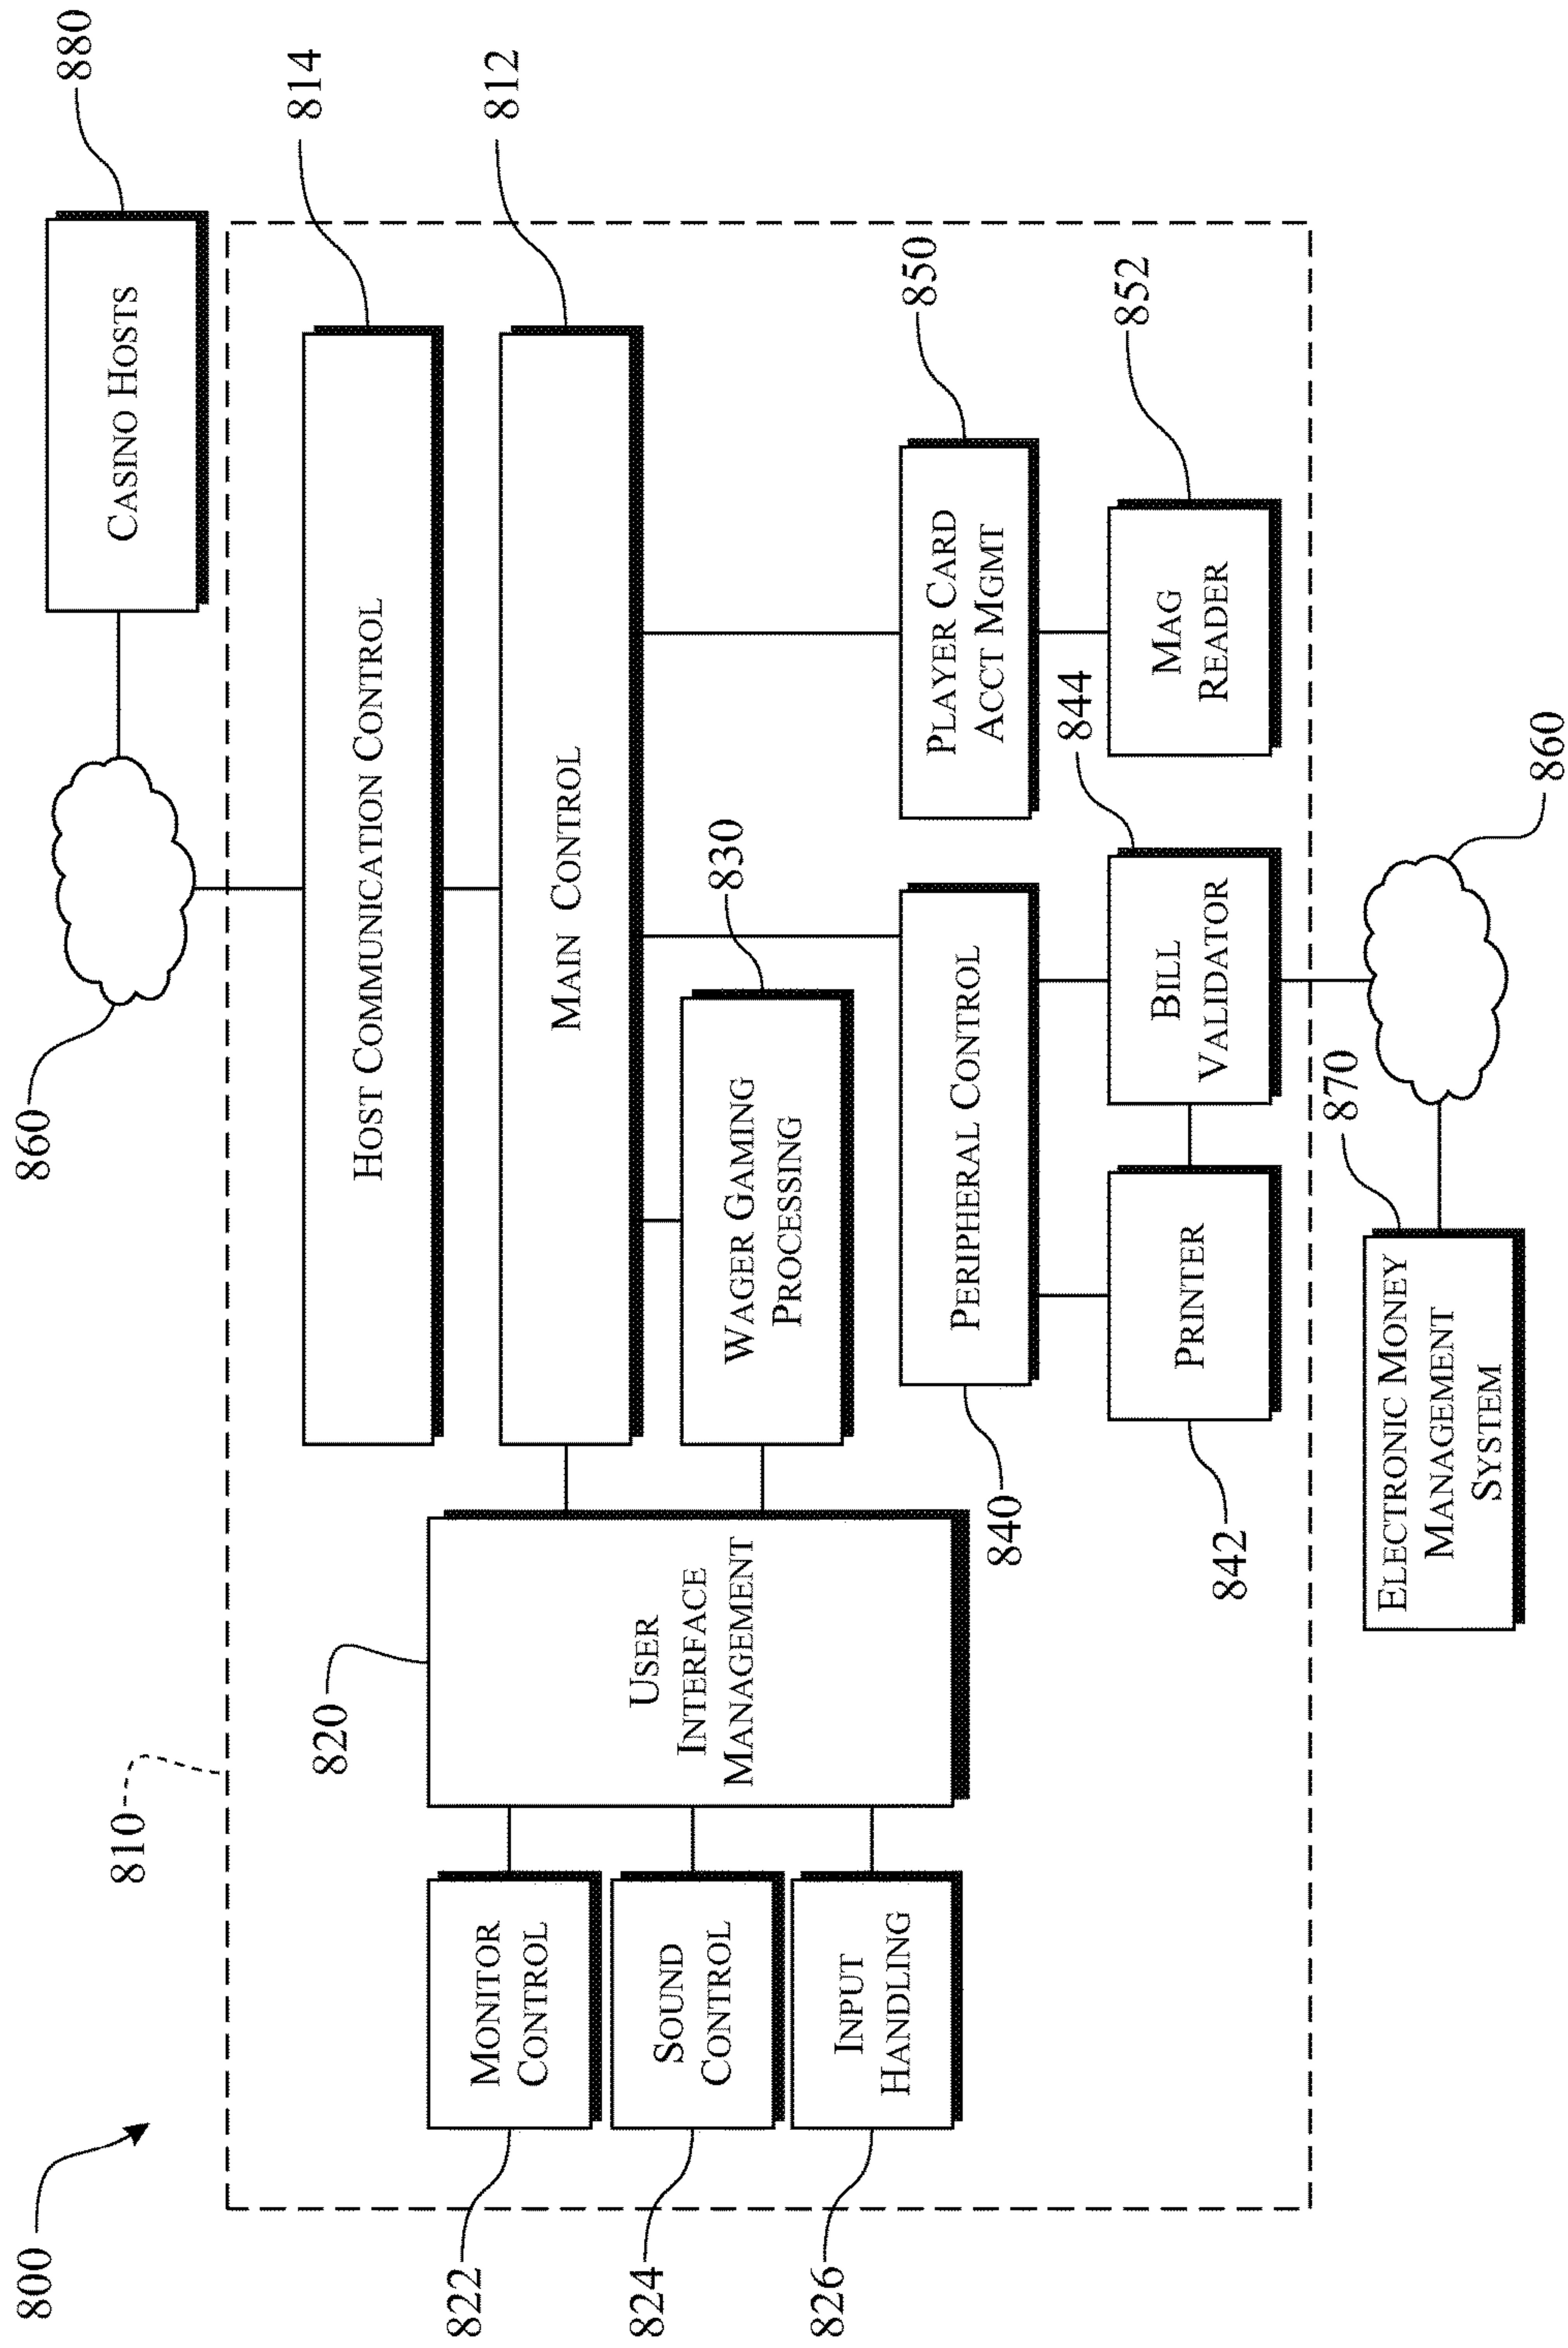 800
810
860
880
CASINO HOSTS
814
HOST COMMUNICATION CONTROL
812
MAIN CONTROL
820
USER
INTERFACE
MANAGEMENT
822
MONITOR
CONTROL
824
SOUND
CONTROL
826
INPUT
HANDLING
830
WAGER GAMING
PROCESSING
840
PERIPHERAL CONTROL
850
PLAYER CARD
ACCT MGMT
842
PRINTER
844
BILL
VALIDATOR
852
MAG
READER
870
ELECTRONIC MONEY
MANAGEMENT
SYSTEM
860